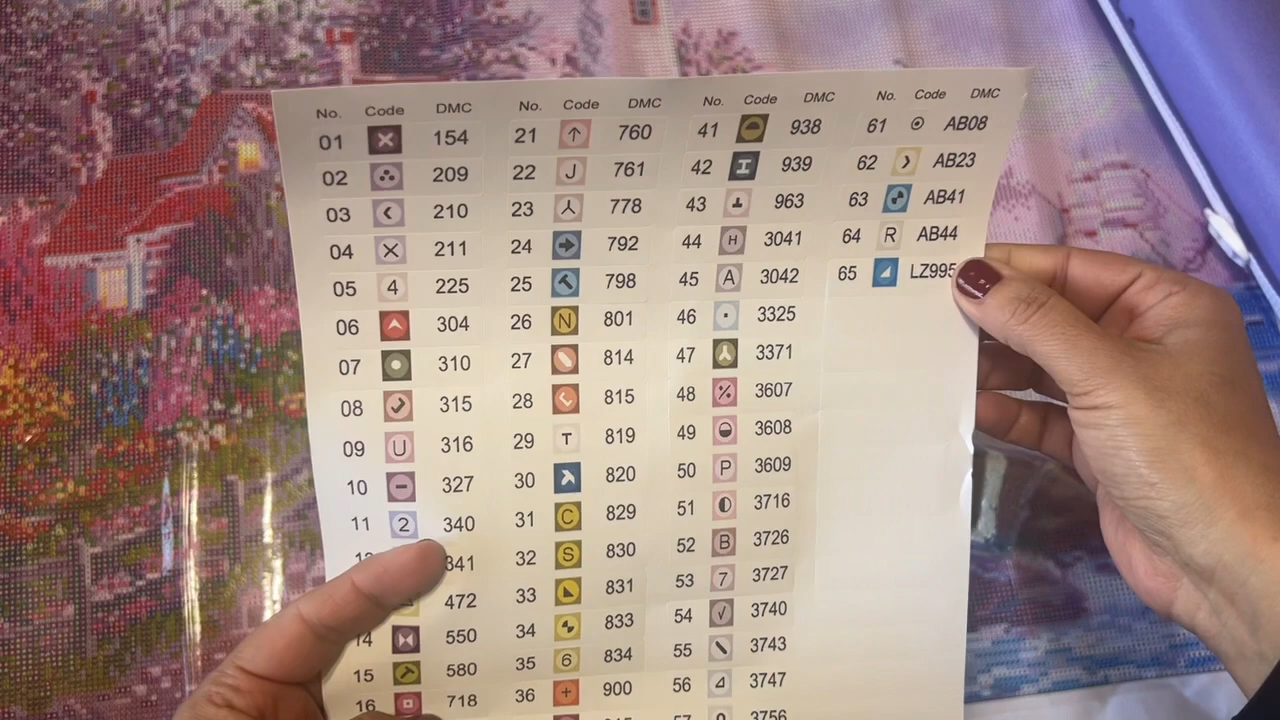 No. Code DMC No. Code DMC No. Code DMC No. Code DMC
01 154 21 760 41 938 61 AB08
02 209 22 J 761 42 939 62 AB23
03 210 23 778 43 963 63 AB41
04 211 24 792 44 H 3041 64 R AB44
05 4 225 25 798 45 A 3042 65 LZ995
06 304 26 N 801 46 3325
07 310 27 814 47 3371
08 315 28 815 48 3607
09 U 316 29 T 819 49 3608
10 327 30 820 50 P 3609
11 2 340 31 C 829 51 3716
341 32 S 830 52 B 3726
472 33 831 53 7 3727
14 550 34 833 54 √ 3740
15 580 35 6 834 55 3743
16 718 36 + 900 56 3747
3756